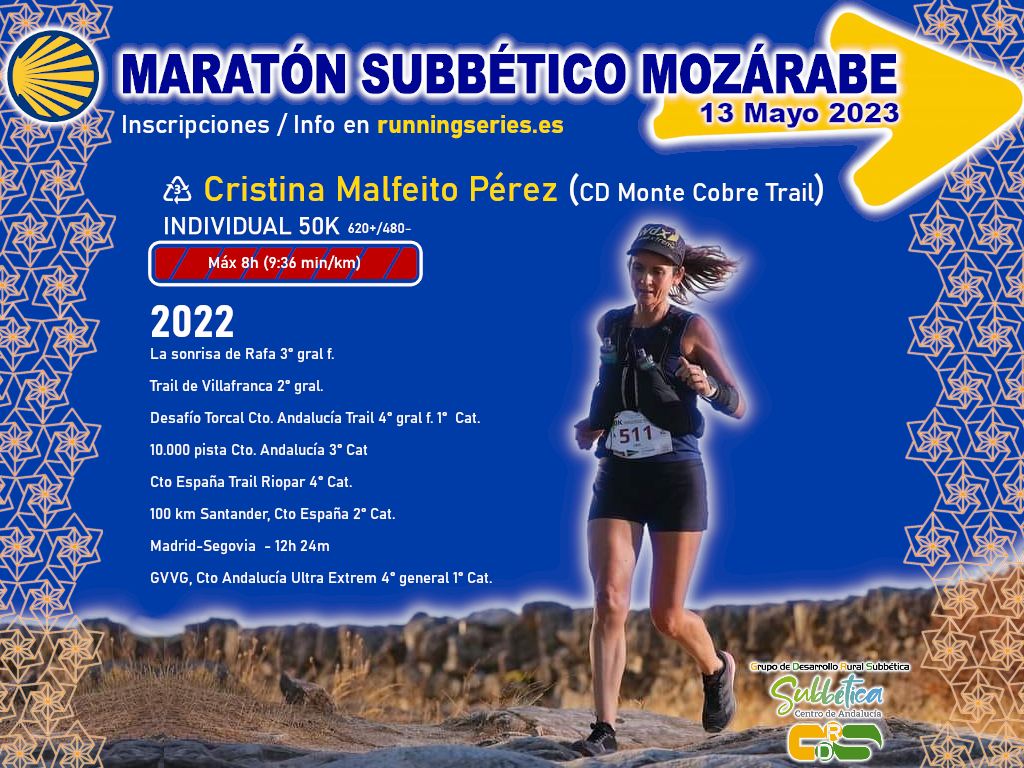 MARATÓN SUBBÉTICO MOZÁRABE
13 Mayo 2023
Inscripciones / Info en runningseries.es
3 Cristina Malfeito Pérez (CD Monte Cobre Trail)
INDIVIDUAL 50K 620+/480-
Máx 8h (9:36 min/km)
2022
La sonrisa de Rafa 3° gral f.
Trail de Villafranca 2° gral.
Desafío Torcal Cto. Andalucía Trail 4° gral f. 1° Cat.
10.000 pista Cto. Andalucía 3° Cat
Cto España Trail Riopar 4° Cat.
100 km Santander, Cto España 2° Cat.
Madrid-Segovia - 12h 24m
GVVG, Cto Andalucía Ultra Extrem 4° general 1° Cat.
511
Grupo de Desarrollo Rural Subbética
Subbética
Centro de Andalucía
GRDS